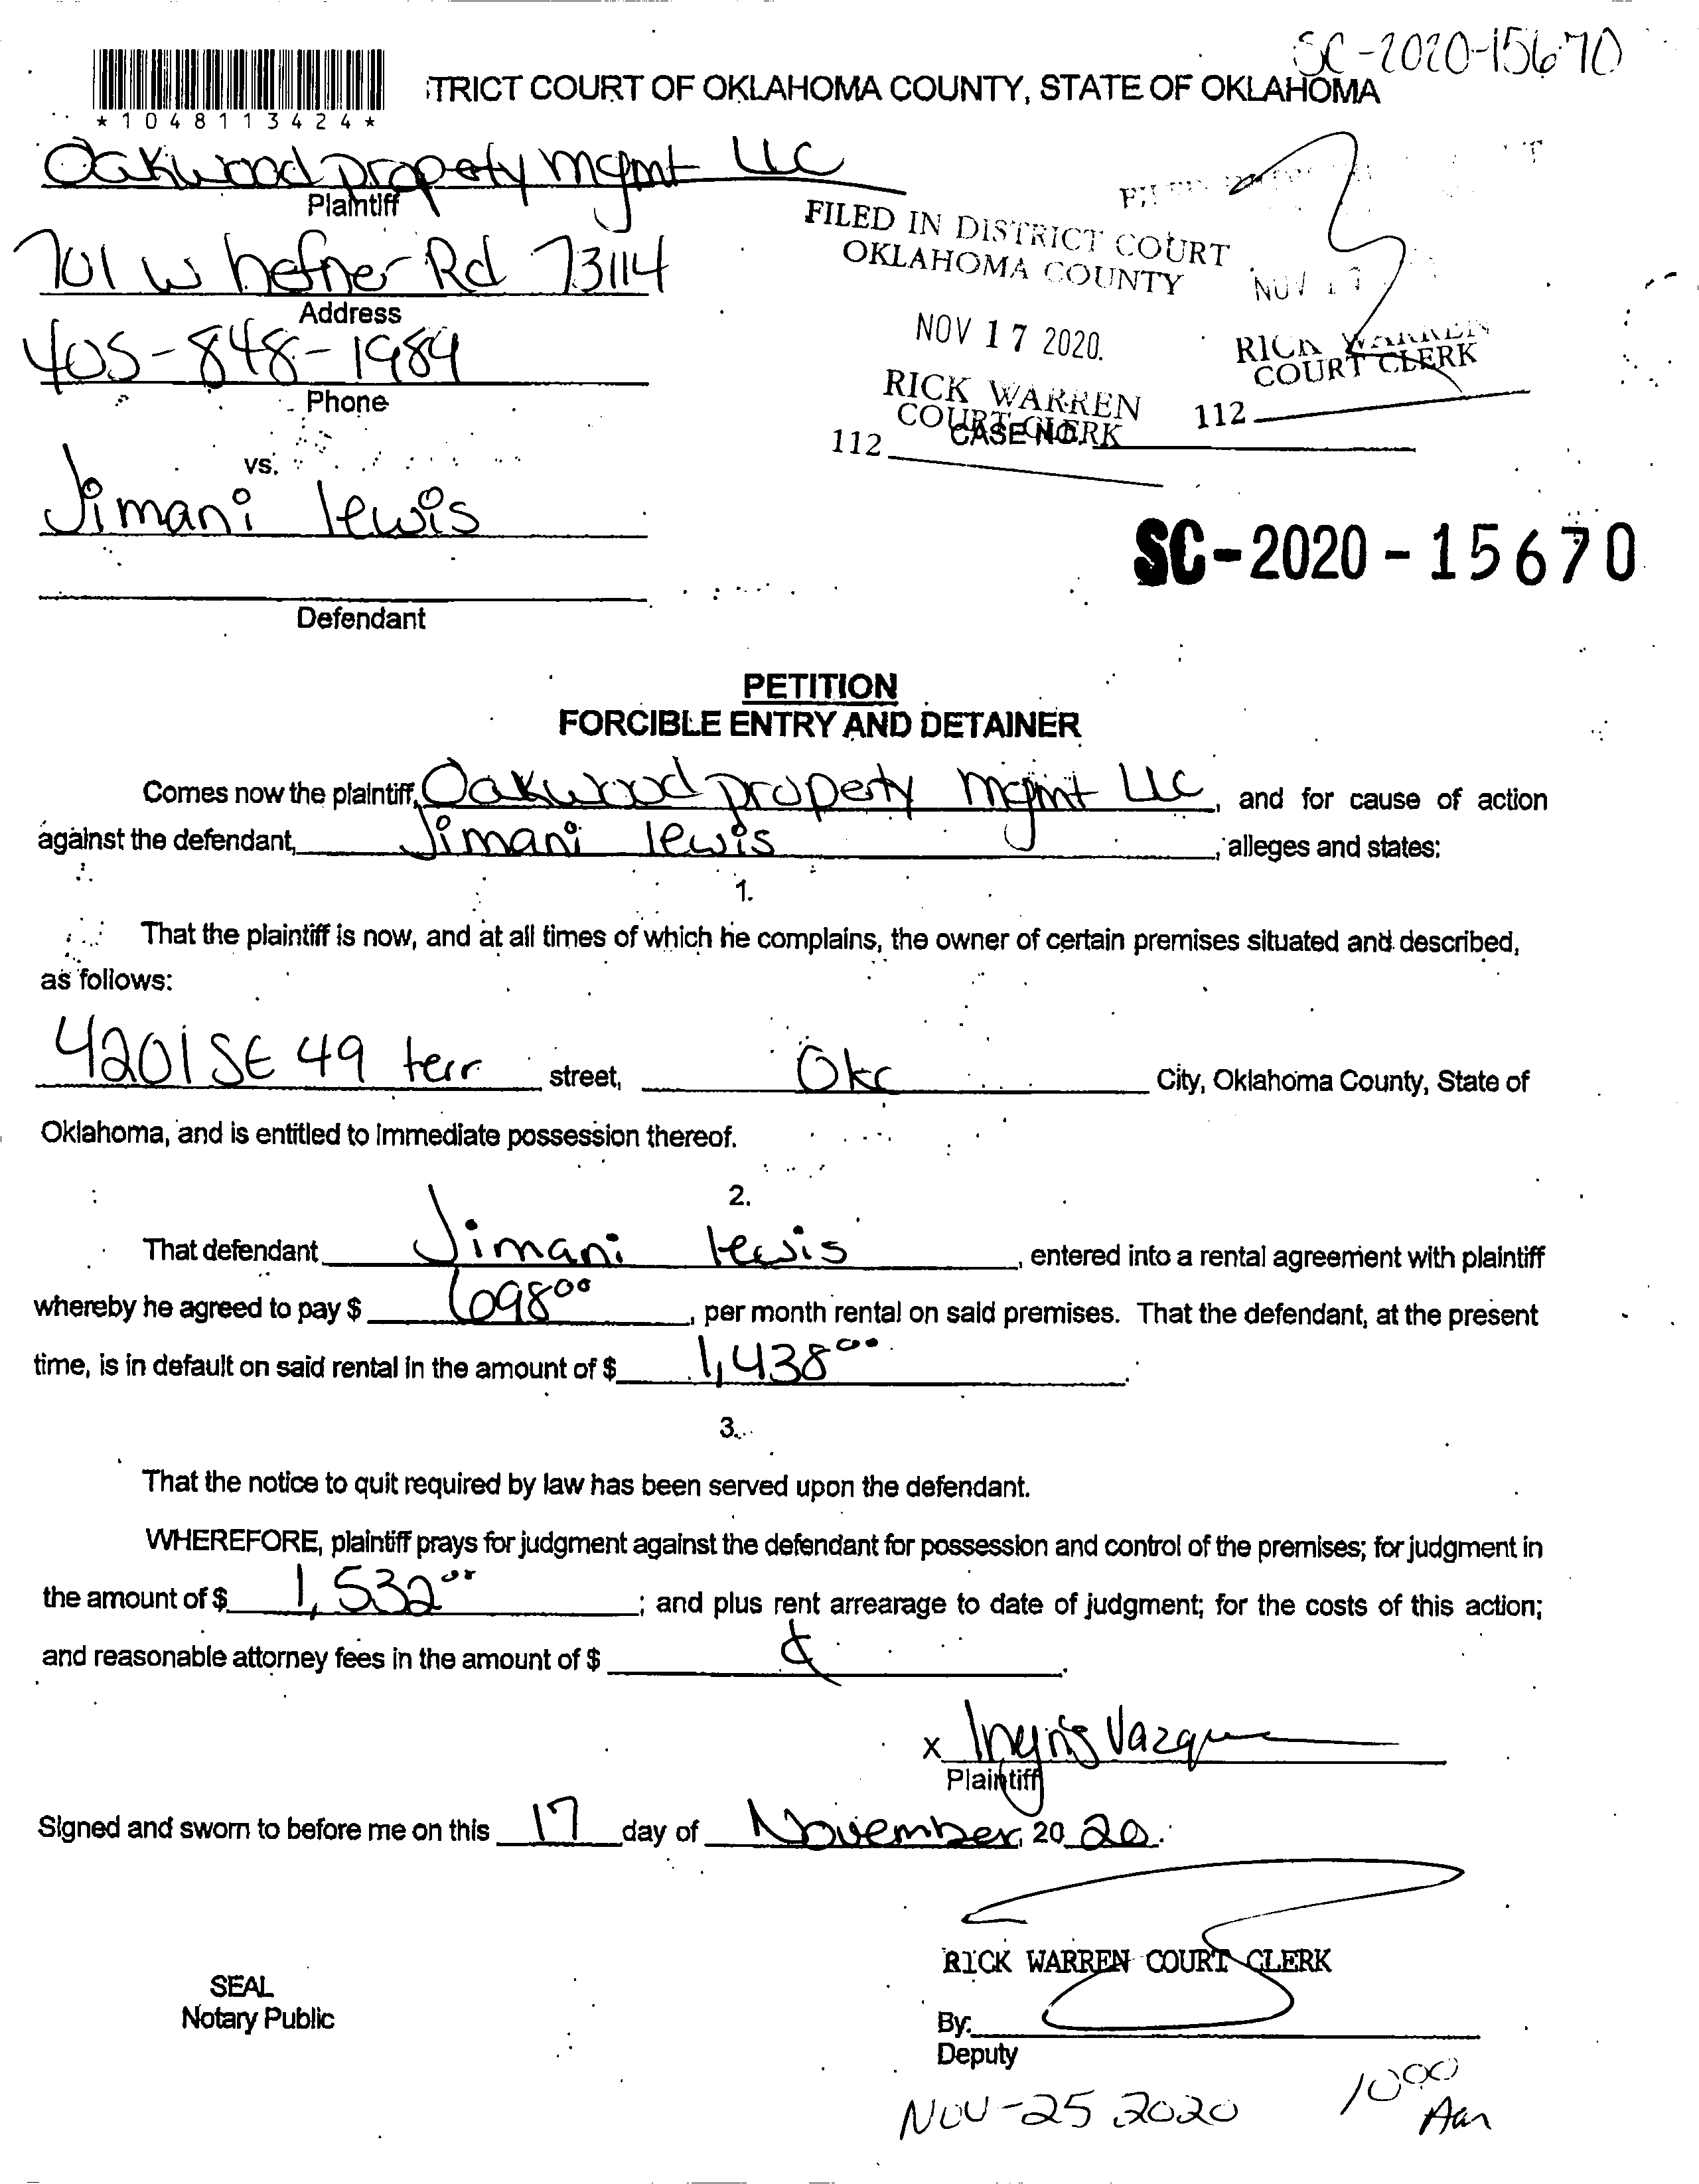 SC-2020-15670
TRICT COURT OF OKLAHOMA COUNTY, STATE OF OKLAHOMA
*1048113424*
Oakwood property mgmt LLC
Plaintiff
701 w hefner Rd 73114
Address
405-848-1984
Phone
vs.
Jimani lewis
Defendant
FILED IN DISTRICT COURT
OKLAHOMA COUNTY
NOV 17 2020
RICK WARREN
COURT CLERK
112
NOV 17
RICK WARREN
COURT CLERK
112
CASE NO.
SC-2020-15670
PETITION
FORCIBLE ENTRY AND DETAINER
Comes now the plaintiff, Oakwood property mgmt LLC, and for cause of action
against the defendant, Jimani lewis, alleges and states:
1.
That the plaintiff is now, and at all times of which he complains, the owner of certain premises situated and described,
as follows:
4201 SE 49 terr street, Okc City, Oklahoma County, State of
Oklahoma, and is entitled to immediate possession thereof.
2.
That defendant Jimani lewis, entered into a rental agreement with plaintiff
whereby he agreed to pay $ 698.00, per month rental on said premises. That the defendant, at the present
time, is in default on said rental in the amount of $ 1,438.00.
3.
That the notice to quit required by law has been served upon the defendant.
WHEREFORE, plaintiff prays for judgment against the defendant for possession and control of the premises; for judgment in
the amount of $ 1,532.00; and plus rent arrearage to date of judgment; for the costs of this action;
and reasonable attorney fees in the amount of $
x Vazque
Plaintiff
Signed and sworn to before me on this 17 day of November, 20 20.
RICK WARREN COURT CLERK
SEAL
Notary Public
By:
Deputy
NOV-25 2020
10 00
Am